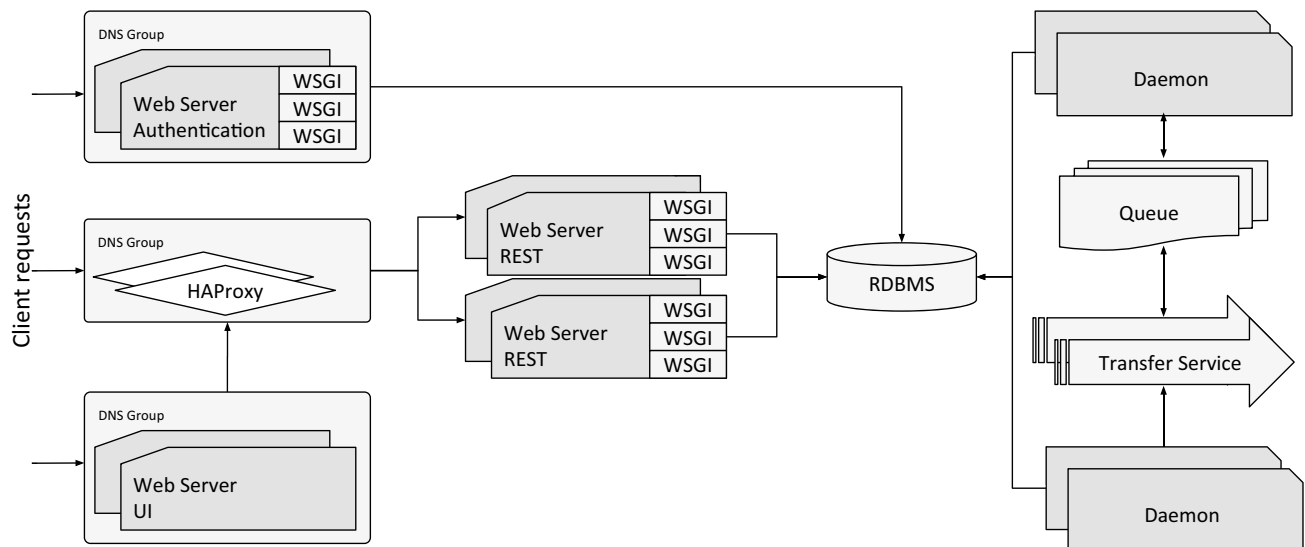 Client requests
DNS Group
Web Server
Authentication
WSGI
WSGI
WSGI
DNS Group
HAProxy
DNS Group
Web Server
UI
Web Server
REST
WSGI
WSGI
WSGI
Web Server
REST
WSGI
WSGI
WSGI
RDBMS
Daemon
Queue
Transfer Service
Daemon